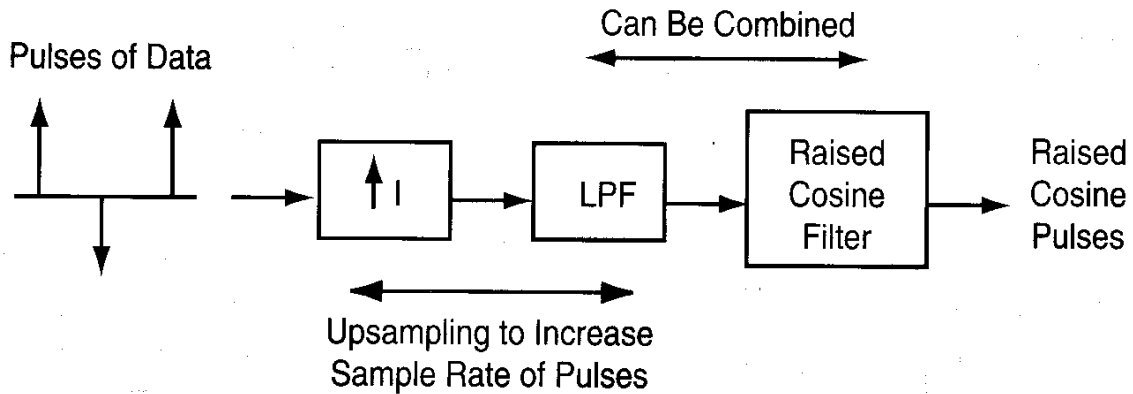 Can Be Combined
Pulses of Data
I
LPF
Raised
Cosine
Filter
Raised
Cosine
Pulses
Upsampling to Increase
Sample Rate of Pulses